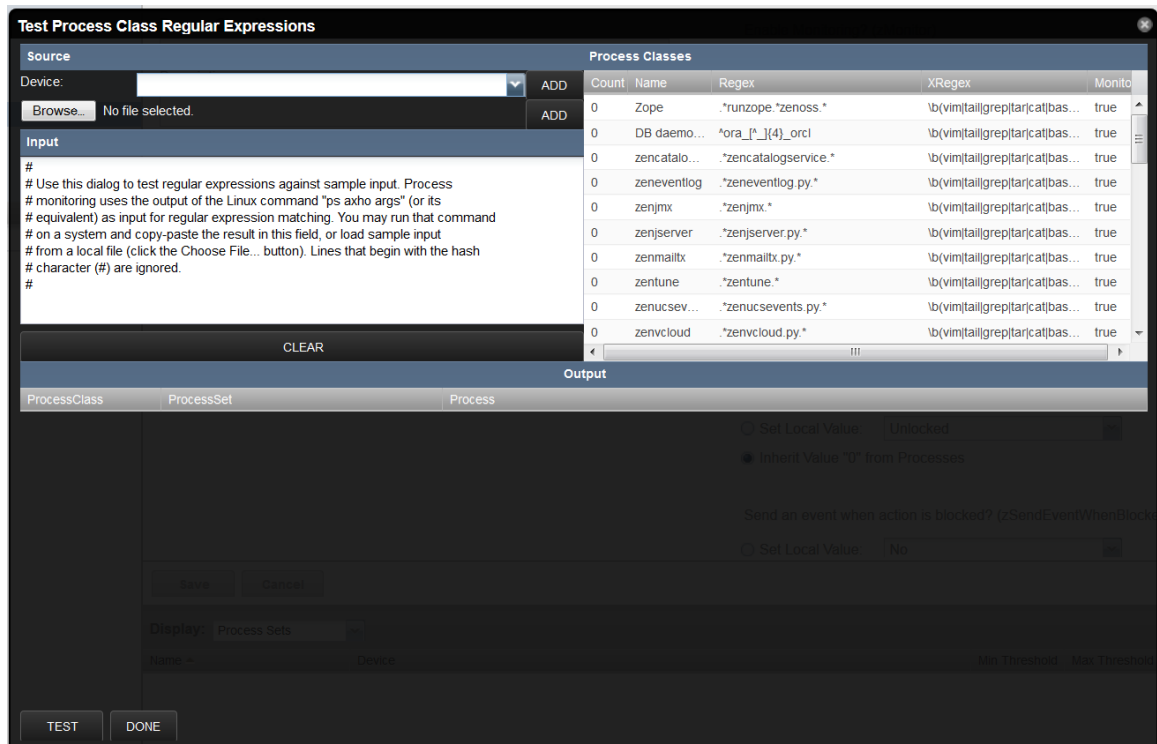 Test Process Class Regular Expressions
Source
Device:
ADD
Browse... No file selected.
ADD
Input
#
# Use this dialog to test regular expressions against sample input. Process
# monitoring uses the output of the Linux command "ps axho args" (or its
# equivalent) as input for regular expression matching. You may run that command
# on a system and copy-paste the result in this field, or load sample input
# from a local file (click the Choose File... button). Lines that begin with the hash
# character (#) are ignored.
#
CLEAR
Process Classes
Count Name Regex XRegex Monito
0 Zope .*runzope.*zenoss.* \b(vim|tail|grep|tar|cat|bas... true
0 DB daemo... ^ora_[^_]{4}_orcl \b(vim|tail|grep|tar|cat|bas... true
0 zencatalo... .*zencatalogservice.* \b(vim|tail|grep|tar|cat|bas... true
0 zeneventlog .*zeneventlog.py.* \b(vim|tail|grep|tar|cat|bas... true
0 zenjmx .*zenjmx.* \b(vim|tail|grep|tar|cat|bas... true
0 zenjserver .*zenjserver.py.* \b(vim|tail|grep|tar|cat|bas... true
0 zenmailtx .*zenmailtx.py.* \b(vim|tail|grep|tar|cat|bas... true
0 zentune .*zentune.* \b(vim|tail|grep|tar|cat|bas... true
0 zenucsev... .*zenucsevents.py.* \b(vim|tail|grep|tar|cat|bas... true
0 zenvcloud .*zenvcloud.py.* \b(vim|tail|grep|tar|cat|bas... true
Output
ProcessClass ProcessSet Process
Set Local Value: Unlocked
Inherit Value "0" from Processes
Send an event when action is blocked? (zSendEventWhenBlocke
Set Local Value: No
Save Cancel
Display: Process Sets
Name Device Min Threshold Max Threshold
TEST DONE